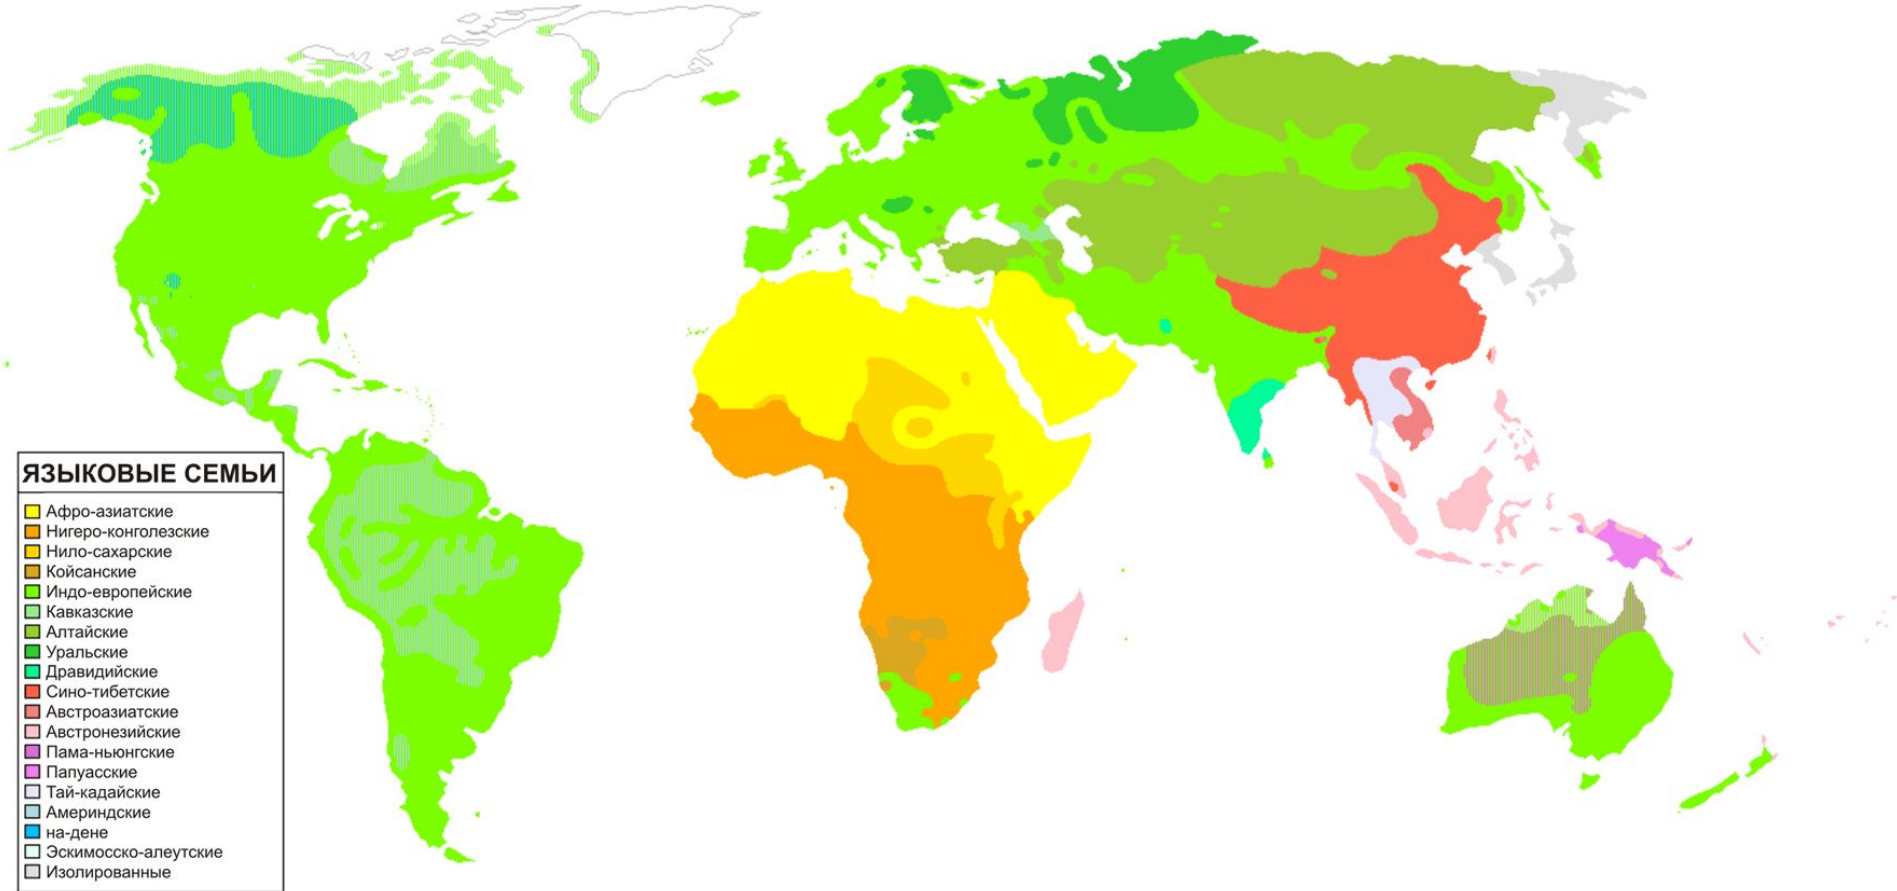 ЯЗЫКОВЫЕ СЕМЬИ
Афро-азиатские
Нигеро-конголезские
Нило-сахарские
Койсанские
Индо-европейские
Кавказские
Алтайские
Уральские
Дравидийские
Сино-тибетские
Австроазиатские
Австронезийские
Пама-ньюнгские
Папуасские
Тай-кадайские
Америндские
на-дене
Эскимосско-алеутские
Изолированные